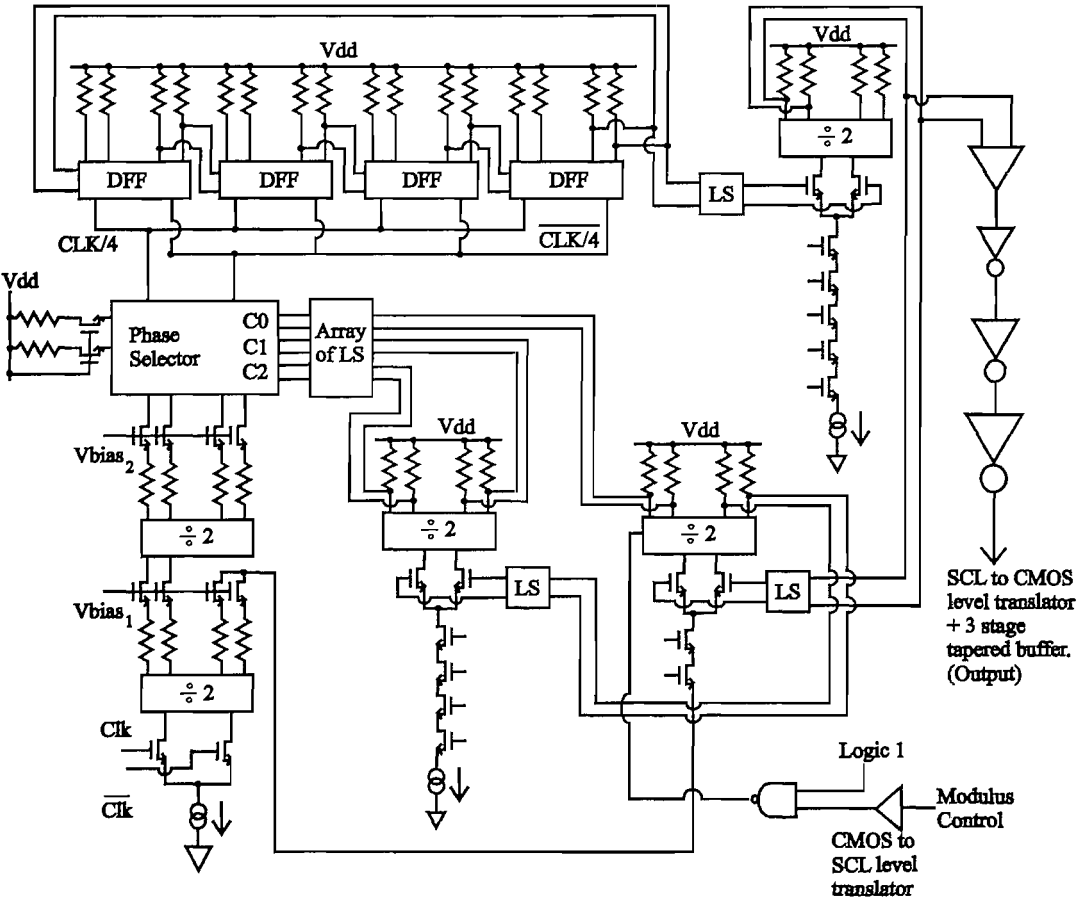 Vdd
Vdd
÷ 2
DFF
DFF
DFF
DFF
LS
CLK/4
CLK/4
Vdd
Phase
Selector
C0
C1
C2
Array
of LS
Vdd
Vdd
Vbias2
÷ 2
÷ 2
÷ 2
LS
LS
Vbias1
SCL to CMOS
level translator
+ 3 stage
tapered buffer.
(Output)
÷ 2
Clk
Clk
Logic 1
Modulus
Control
CMOS to
SCL level
translator